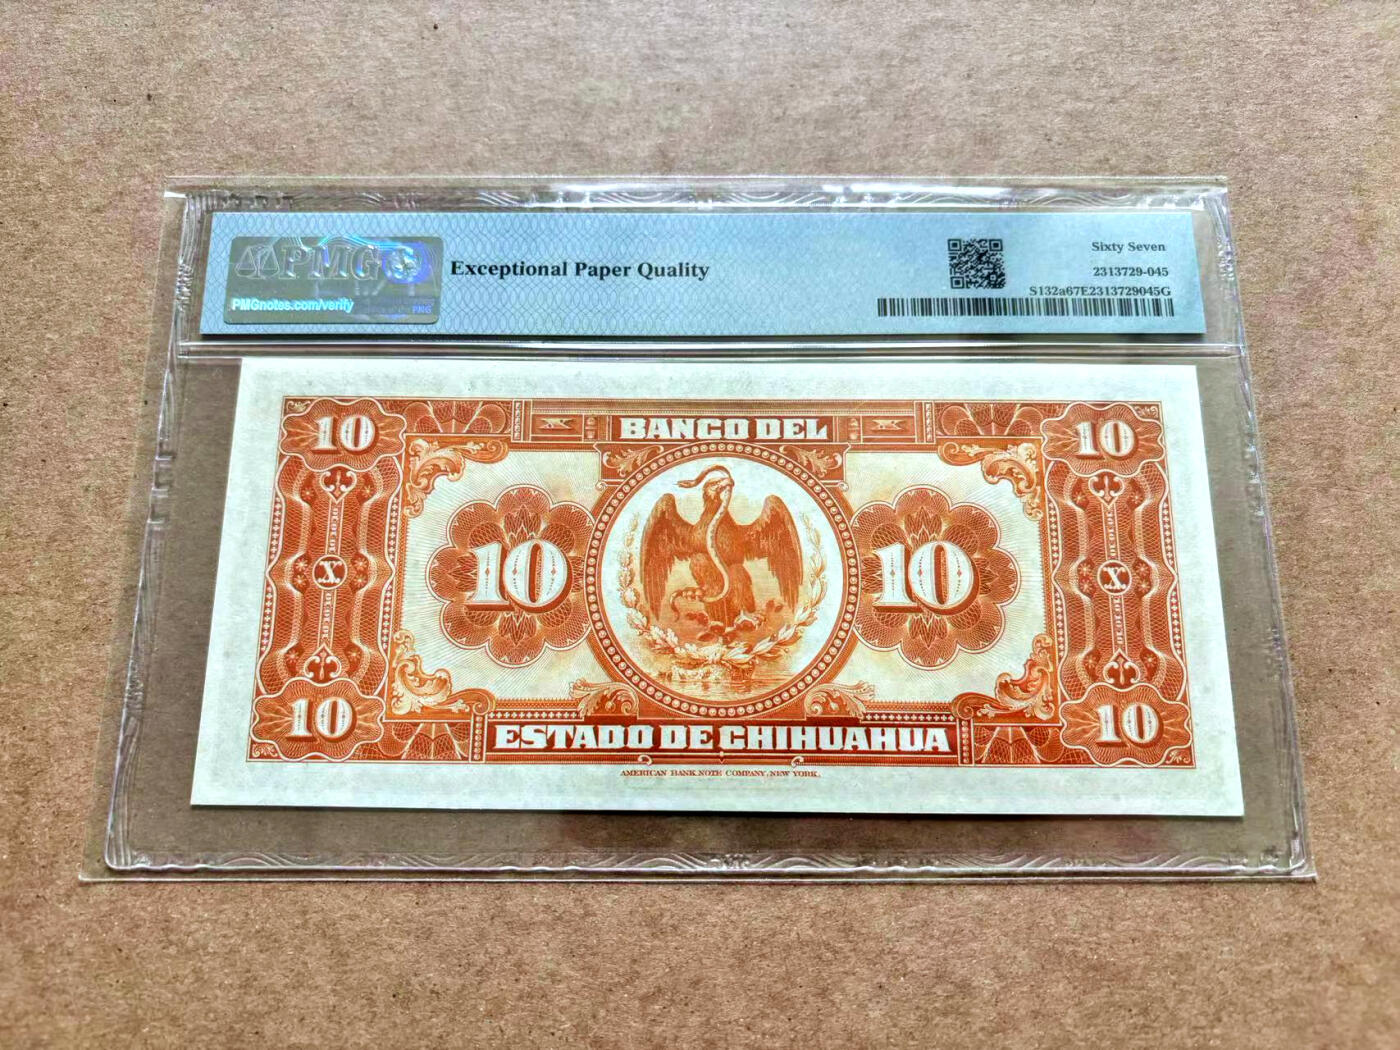 PMG
PMGnotes.com/verify
PNG
Exceptional Paper Quality
Sixty Seven
2313729-045
S132a67E2313729045G
10
BANCO DEL
10
X
10
10
X
10
ESTADO DE CHIHUAHUA
10
AMERICAN BANK NOTE COMPANY, NEW YORK.